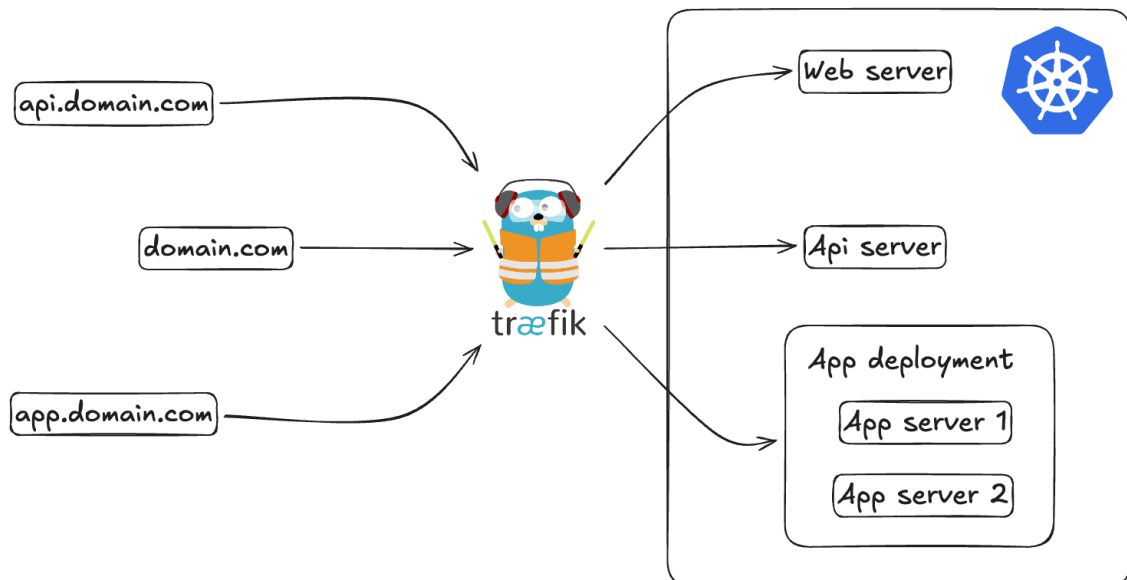 api.domain.com
domain.com
app.domain.com
træfik
Web server
Api server
App deployment
App server 1
App server 2